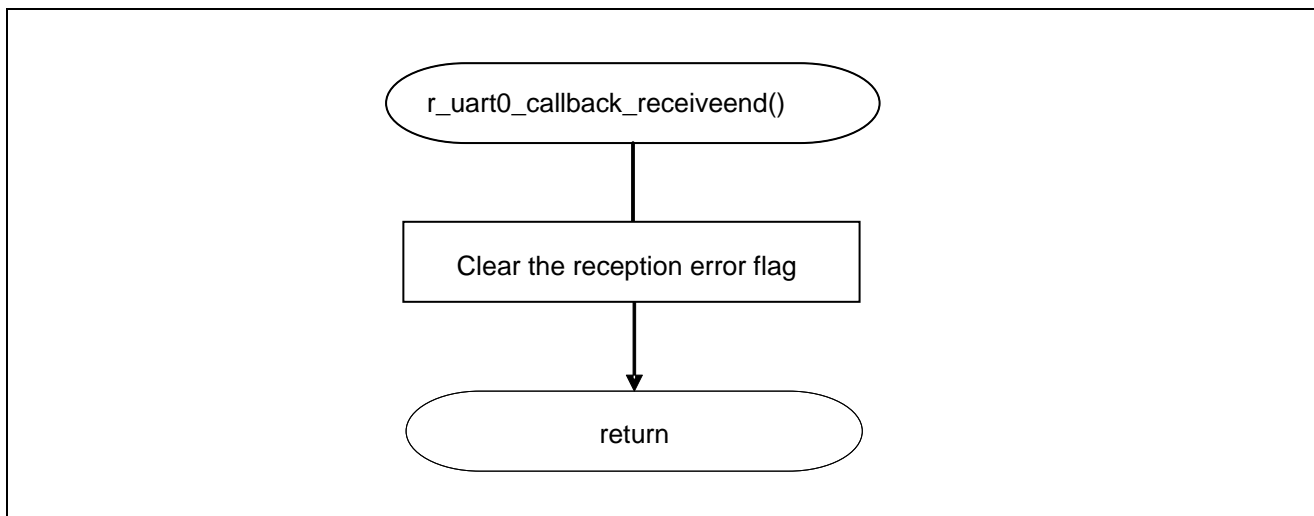 r_uart0_callback_receiveend()
Clear the reception error flag
return